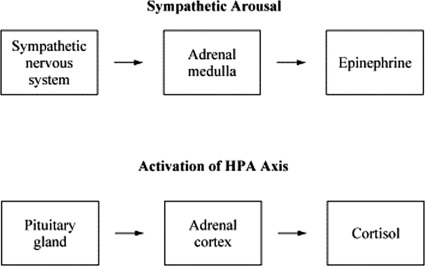 Sympathetic Arousal
Sympathetic
nervous
system
Adrenal
medulla
Epinephrine
Activation of HPA Axis
Pituitary
gland
Adrenal
cortex
Cortisol